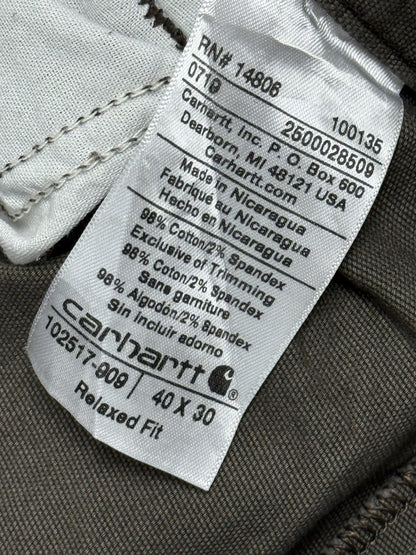 RN# 14806
0719 100135
Carhartt, Inc. P. O. Box 600 2500028509
Dearborn, MI 48121 USA
Carhartt.com
Made in Nicaragua
Fabriqué au Nicaragua
Hecho en Nicaragua
98% Cotton/2% Spandex
Exclusive of Trimming
98% Coton/2% Spandex
Sans garniture
98% Algodón/2% Spandex
Sin incluir adorno
carhartt ®
102517-909 40 X 30
Relaxed Fit